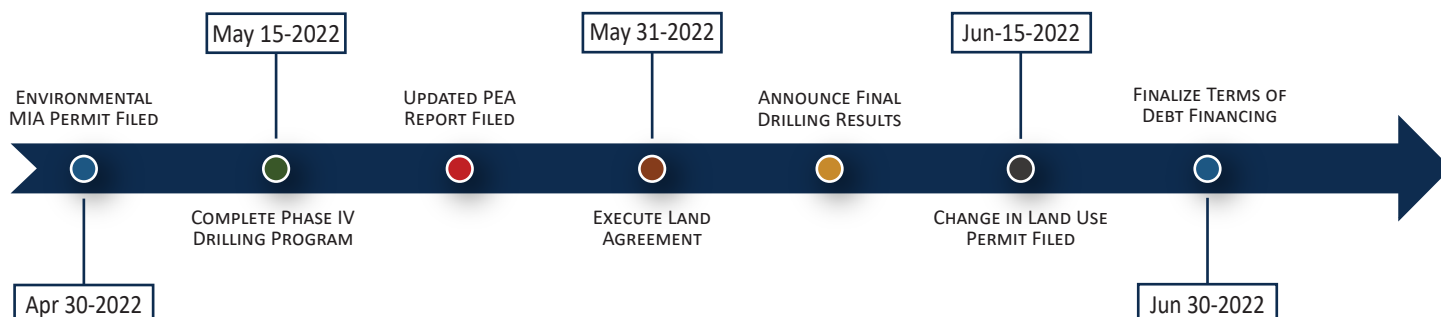 May 15-2022
May 31-2022
Jun-15-2022
Environmental
MIA Permit Filed
Updated PEA
Report Filed
Announce Final
Drilling Results
Finalize Terms of
Debt Financing
Complete Phase IV
Drilling Program
Execute Land
Agreement
Change in Land Use
Permit Filed
Apr 30-2022
Jun 30-2022